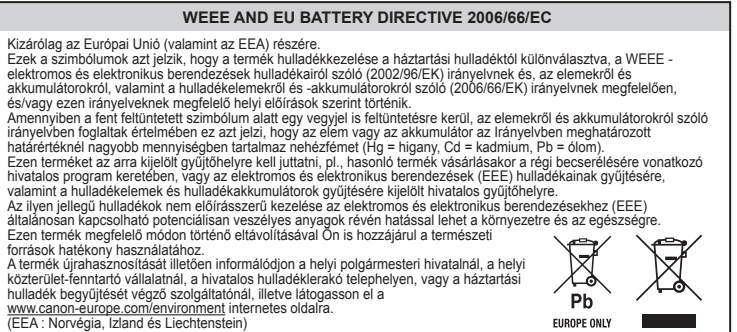 WEEE AND EU BATTERY DIRECTIVE 2006/66/EC
Kizárólag az Európai Unió (valamint az EEA) részére.
Ezek a szimbólumok azt jelzik, hogy a termék hulladékkezelése a háztartási hulladéktól különválasztva, a WEEE -
elektromos és elektronikus berendezések hulladékairól szóló (2002/96/EK) irányelvnek és, az elemekről és
akkumulátorokról, valamint a hulladékelemekről és -akkumulátorokról szóló (2006/66/EK) irányelvnek megfelelően,
és/vagy ezen irányelveknek megfelelő helyi előírások szerint történik.
Amennyiben a fent feltüntetett szimbólum alatt egy vegyjel is feltüntetésre kerül, az elemekről és akkumulátorokról szóló
irányelvben foglaltak értelmében ez azt jelzi, hogy az elem vagy az akkumulátor az Irányelvben meghatározott
határértéknél nagyobb mennyiségben tartalmaz nehézfémet (Hg = higany, Cd = kadmium, Pb = ólom).
Ezen terméket az arra kijelölt gyűjtőhelyre kell juttatni, pl., hasonló termék vásárlásakor a régi becserélésére vonatkozó
hivatalos program keretében, vagy az elektromos és elektronikus berendezések (EEE) hulladékainak gyűjtésére,
valamint a hulladékelemek és hulladékakkumulátorok gyűjtésére kijelölt hivatalos gyűjtőhelyre.
Az ilyen jellegű hulladékok nem előírásszerű kezelése az elektromos és elektronikus berendezésekhez (EEE)
általánosan kapcsolható potenciálisan veszélyes anyagok révén hatással lehet a környezetre és az egészségre.
Ezen termék megfelelő módon történő eltávolításával Ön is hozzájárul a természeti
források hatékony használatához.
A termék újrahasznosítását illetően informálódjon a helyi polgármesteri hivatalnál, a helyi
közterület-fenntartó vállalatnál, a hivatalos hulladéklerakó telephelyen, vagy a háztartási
hulladék begyűjtését végző szolgáltatónál, illetve látogasson el a
www.canon-europe.com/environment internetes oldalra.
(EEA : Norvégia, Izland és Liechtenstein)
Pb
EUROPE ONLY